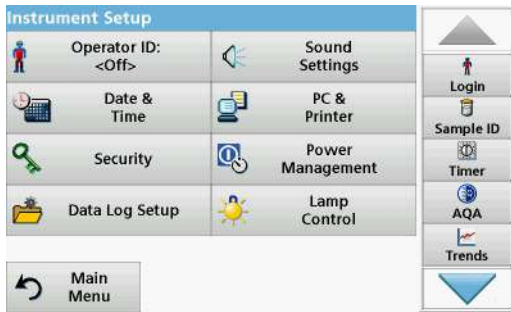 Instrument Setup
Operator ID:
<Off>
Sound
Settings
Date &
Time
PC &
Printer
Security
Power
Management
Data Log Setup
Lamp
Control
Main
Menu
Login
Sample ID
Timer
AQA
Trends